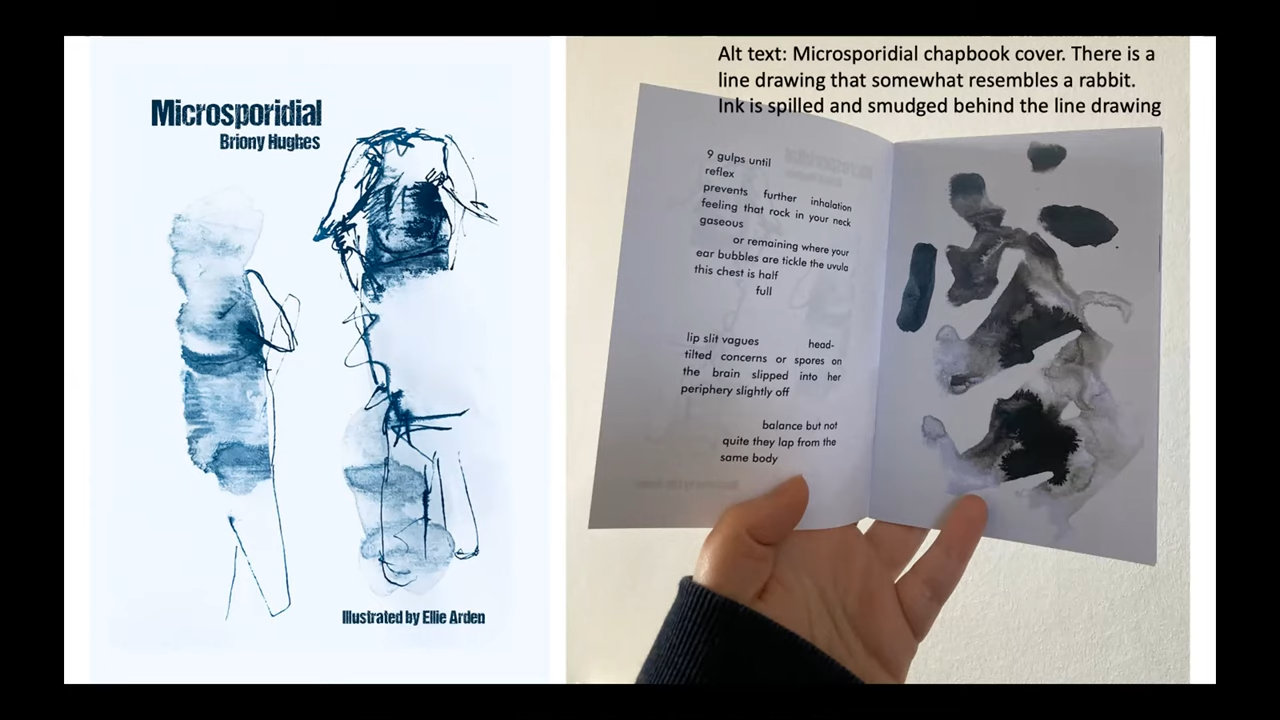 Microsporidial
Briony Hughes
Illustrated by Ellie Arden
Alt text: Microsporidial chapbook cover. There is a
line drawing that somewhat resembles a rabbit.
Ink is spilled and smudged behind the line drawing
9 gulps until
reflex
prevents further inhalation
feeling that rock in your neck
gaseous
or remaining where your
ear bubbles are tickle the uvula
this chest is half
full
lip slit vagues head-
tilted concerns or spores on
the brain slipped into her
periphery slightly off
balance but not
quite they lap from the
same body